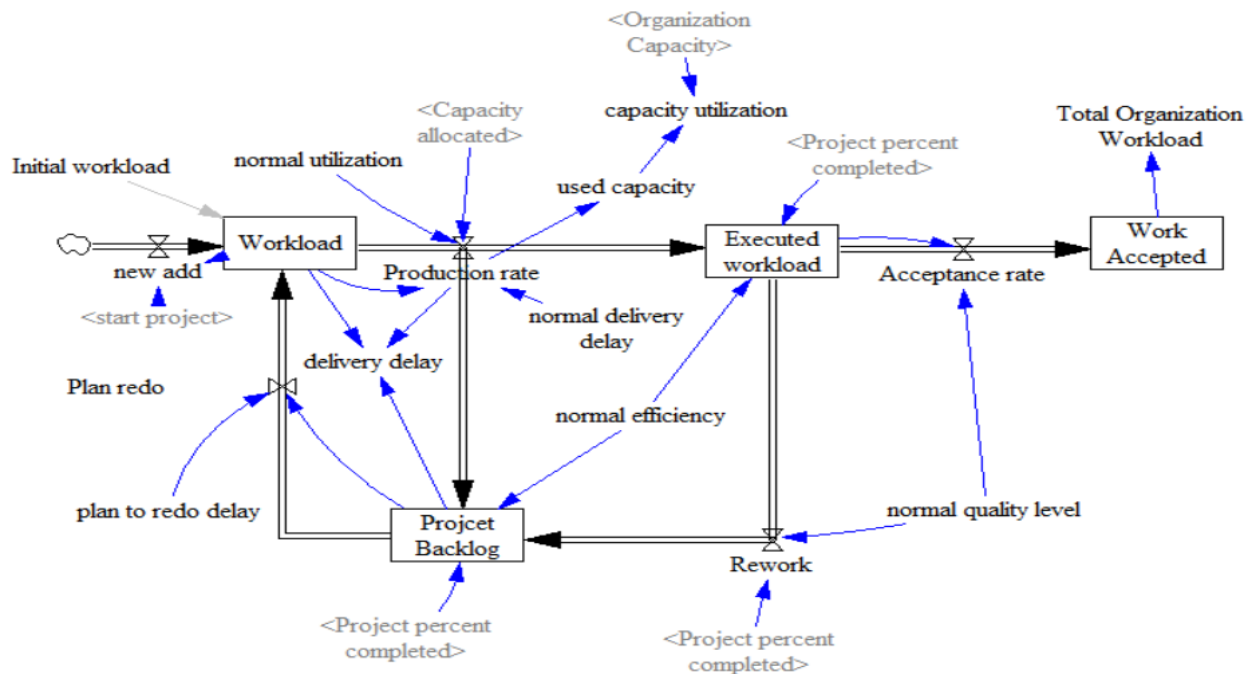 <Organization
Capacity>
<Capacity
allocated>
capacity utilization
Total Organization
Workload
normal utilization
<Project percent
completed>
Initial workload
used capacity
Workload
Executed
workload
Work
Accepted
new add
Production rate
Acceptance rate
<start project>
normal delivery
delay
delivery delay
Plan redo
normal efficiency
plan to redo delay
normal quality level
Projcet
Backlog
Rework
<Project percent
completed>
<Project percent
completed>